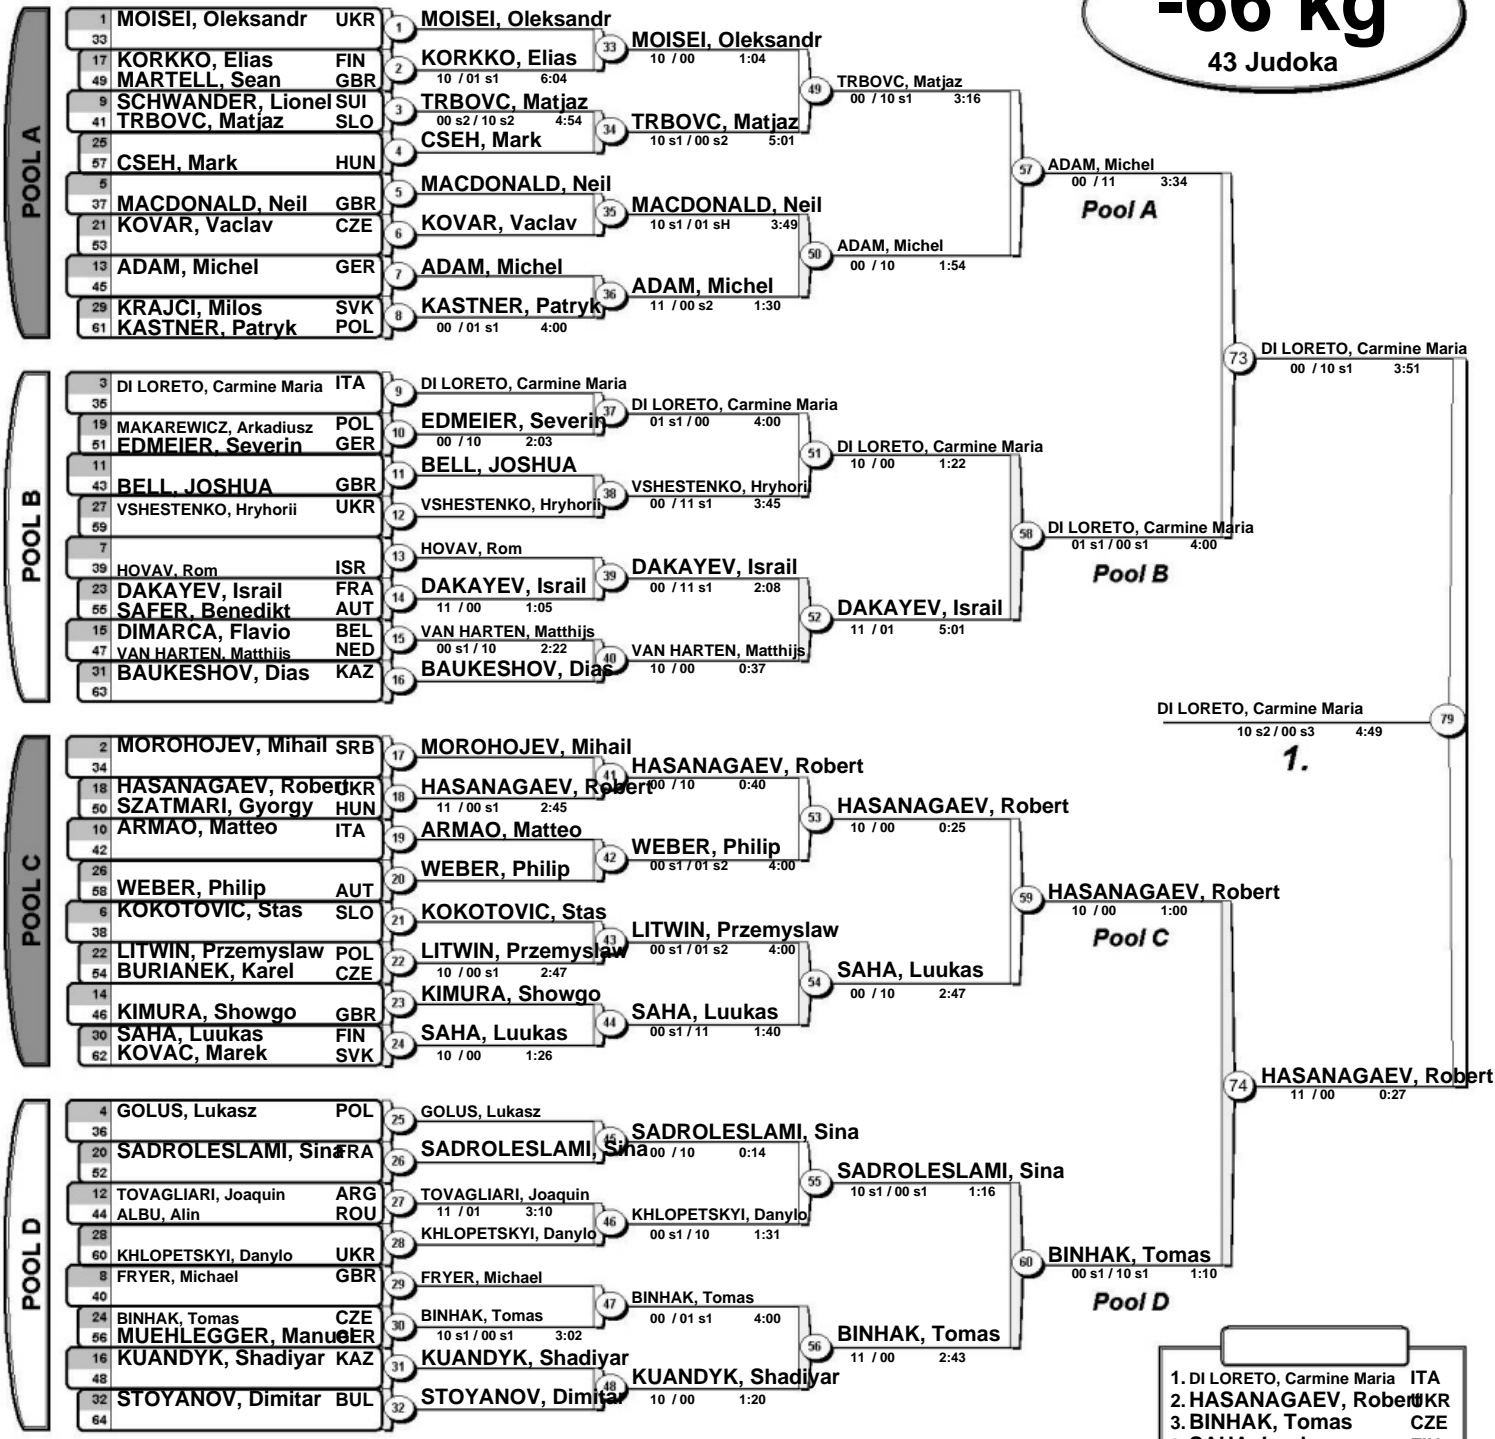 -66 kg
43 Judoka
POOL A
1 MOISEI, Oleksandr UKR
33
17 KORKKO, Elias FIN
49 MARTELL, Sean GBR
9 SCHWANDER, Lionel SUI
41 TRBOVC, Matjaz SLO
25
57 CSEH, Mark HUN
5
37 MACDONALD, Neil GBR
21 KOVAR, Vaclav CZE
53
13 ADAM, Michel GER
45
29 KRAJCI, Milos SVK
61 KASTNER, Patryk POL
1 MOISEI, Oleksandr
2 KORKKO, Elias
10 / 01 s1 6:04
3 TRBOVC, Matjaz
00 s2 / 10 s2 4:54
4 CSEH, Mark
5 MACDONALD, Neil
6 KOVAR, Vaclav
7 ADAM, Michel
8 KASTNER, Patryk
00 / 01 s1 4:00
33 MOISEI, Oleksandr
10 / 00 1:04
34 TRBOVC, Matjaz
10 s1 / 00 s2 5:01
35 MACDONALD, Neil
10 s1 / 01 sH 3:49
36 ADAM, Michel
11 / 00 s2 1:30
49 TRBOVC, Matjaz
00 / 10 s1 3:16
50 ADAM, Michel
00 / 10 1:54
57 ADAM, Michel
00 / 11 3:34
Pool A
POOL B
3 DI LORETO, Carmine Maria ITA
35
19 MAKAREWICZ, Arkadiusz POL
51 EDMEIER, Severin GER
11
43 BELL, JOSHUA GBR
27 VSHESTENKO, Hryhorii UKR
59
7
39 HOVAV, Rom ISR
23 DAKAYEV, Israil FRA
55 SAFER, Benedikt AUT
15 DIMARCA, Flavio BEL
47 VAN HARTEN, Matthijs NED
31 BAUKESHOV, Dias KAZ
63
9 DI LORETO, Carmine Maria
10 EDMEIER, Severin
00 / 10 2:03
11 BELL, JOSHUA
12 VSHESTENKO, Hryhorii
13 HOVAV, Rom
14 DAKAYEV, Israil
11 / 00 1:05
15 VAN HARTEN, Matthijs
00 s1 / 10 2:22
16 BAUKESHOV, Dias
37 DI LORETO, Carmine Maria
01 s1 / 00 4:00
38 VSHESTENKO, Hryhorii
00 / 11 s1 3:45
39 DAKAYEV, Israil
00 / 11 s1 2:08
40 VAN HARTEN, Matthijs
10 / 00 0:37
51 DI LORETO, Carmine Maria
10 / 00 1:22
52 DAKAYEV, Israil
11 / 01 5:01
58 DI LORETO, Carmine Maria
01 s1 / 00 s1 4:00
Pool B
73 DI LORETO, Carmine Maria
00 / 10 s1 3:51
DI LORETO, Carmine Maria 79
10 s2 / 00 s3 4:49
1.
POOL C
2 MOROHOJEV, Mihail SRB
34
18 HASANAGAEV, Robert UKR
50 SZATMARI, Gyorgy HUN
10 ARMAO, Matteo ITA
42
26
58 WEBER, Philip AUT
6 KOKOTOVIC, Stas SLO
38
22 LITWIN, Przemyslaw POL
54 BURIANEK, Karel CZE
14
46 KIMURA, Showgo GBR
30 SAHA, Luukas FIN
62 KOVAC, Marek SVK
17 MOROHOJEV, Mihail
18 HASANAGAEV, Robert
11 / 00 s1 2:45
19 ARMAO, Matteo
20 WEBER, Philip
21 KOKOTOVIC, Stas
22 LITWIN, Przemyslaw
10 / 00 s1 2:47
23 KIMURA, Showgo
24 SAHA, Luukas
10 / 00 1:26
41 HASANAGAEV, Robert
00 / 10 0:40
42 WEBER, Philip
00 s1 / 01 s2 4:00
43 LITWIN, Przemyslaw
00 s1 / 01 s2 4:00
44 SAHA, Luukas
00 s1 / 11 1:40
53 HASANAGAEV, Robert
10 / 00 0:25
54 SAHA, Luukas
00 / 10 2:47
59 HASANAGAEV, Robert
10 / 00 1:00
Pool C
74 HASANAGAEV, Robert
11 / 00 0:27
POOL D
4 GOLUS, Lukasz POL
36
20 SADROLESLAMI, Sina FRA
52
12 TOVAGLIARI, Joaquin ARG
44 ALBU, Alin ROU
28
60 KHLOPETSKYI, Danylo UKR
8 FRYER, Michael GBR
40
24 BINHAK, Tomas CZE
56 MUEHLEGGER, Manuel GER
16 KUANDYK, Shadiyar KAZ
48
32 STOYANOV, Dimitar BUL
64
25 GOLUS, Lukasz
26 SADROLESLAMI, Sina
27 TOVAGLIARI, Joaquin
11 / 01 3:10
28 KHLOPETSKYI, Danylo
29 FRYER, Michael
30 BINHAK, Tomas
10 s1 / 00 s1 3:02
31 KUANDYK, Shadiyar
32 STOYANOV, Dimitar
45 SADROLESLAMI, Sina
00 / 10 0:14
46 KHLOPETSKYI, Danylo
00 s1 / 10 1:31
47 BINHAK, Tomas
00 / 01 s1 4:00
48 KUANDYK, Shadiyar
10 / 00 1:20
55 SADROLESLAMI, Sina
10 s1 / 00 s1 1:16
56 BINHAK, Tomas
11 / 00 2:43
60 BINHAK, Tomas
00 s1 / 10 s1 1:10
Pool D
1. DI LORETO, Carmine Maria ITA
2. HASANAGAEV, Robert UKR
3. BINHAK, Tomas CZE